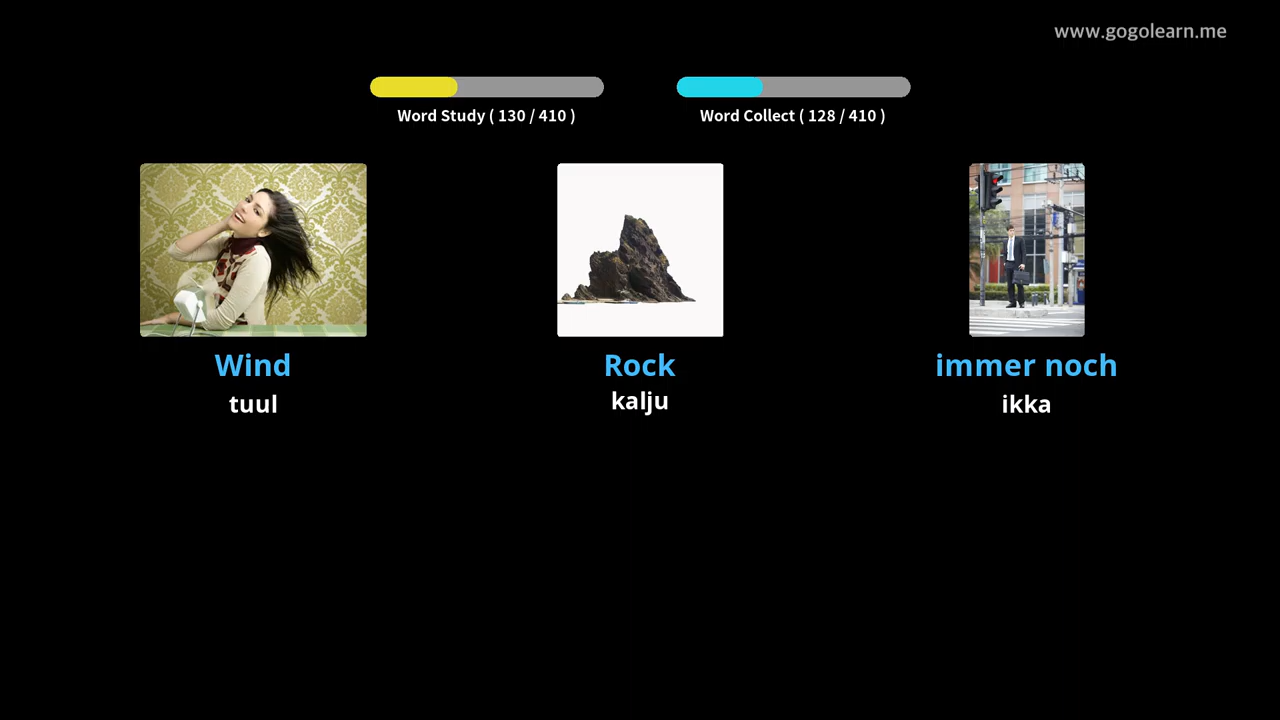 www.gogolearn.me
Word Study ( 130 / 410 )
Word Collect ( 128 / 410 )
Wind
tuul
Rock
kalju
immer noch
ikka